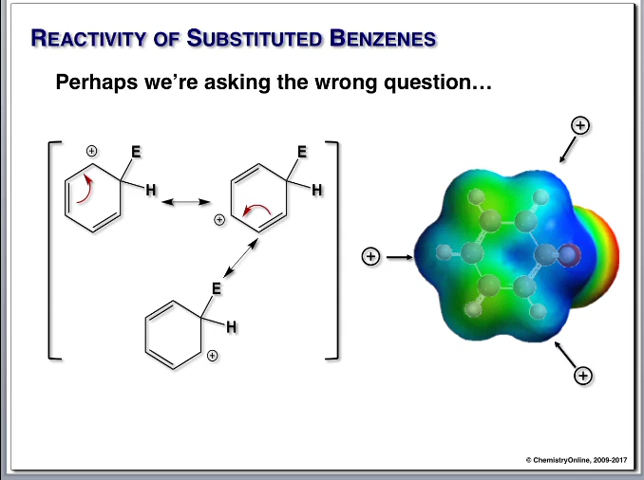 REACTIVITY OF SUBSTITUTED BENZENES
Perhaps we're asking the wrong question…
⊕
E
H
E
H
⊕
E
H
⊕
⊕
⊕
⊕
© ChemistryOnline, 2009-2017